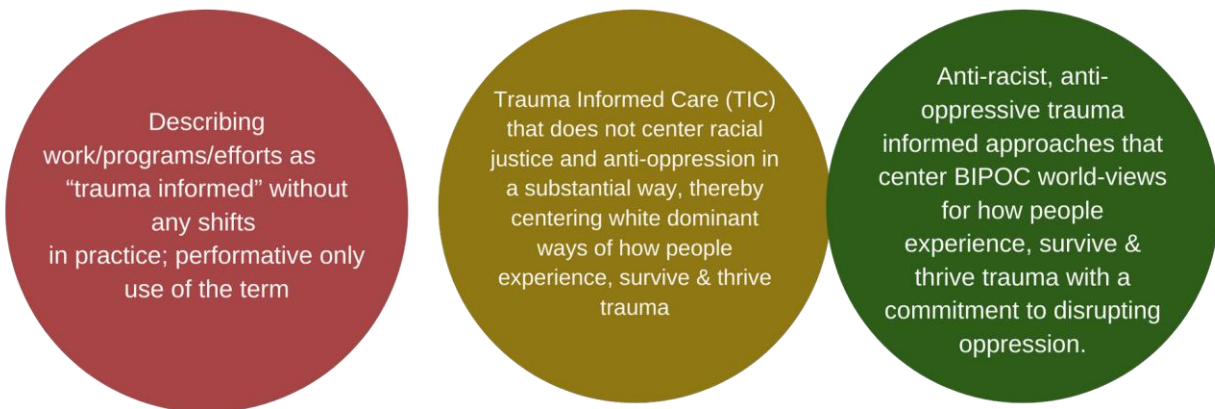 Describing
work/programs/efforts as
“trauma informed” without
any shifts
in practice; performative only
use of the term
Trauma Informed Care (TIC)
that does not center racial
justice and anti-oppression in
a substantial way, thereby
centering white dominant
ways of how people
experience, survive & thrive
trauma
Anti-racist, anti-
oppressive trauma
informed approaches that
center BIPOC world-views
for how people
experience, survive &
thrive trauma with a
commitment to disrupting
oppression.